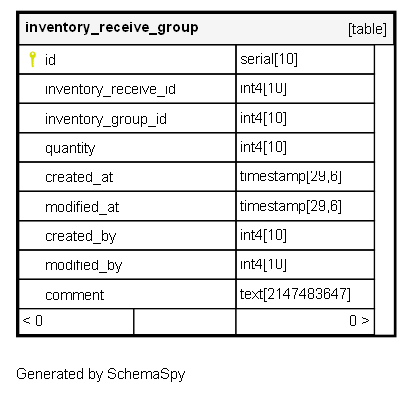 inventory_receive_group [table]
id serial[10]
inventory_receive_id int4[10]
inventory_group_id int4[10]
quantity int4[10]
created_at timestamp[29,6]
modified_at timestamp[29,6]
created_by int4[10]
modified_by int4[10]
comment text[2147483647]
< 0 0 >
Generated by SchemaSpy